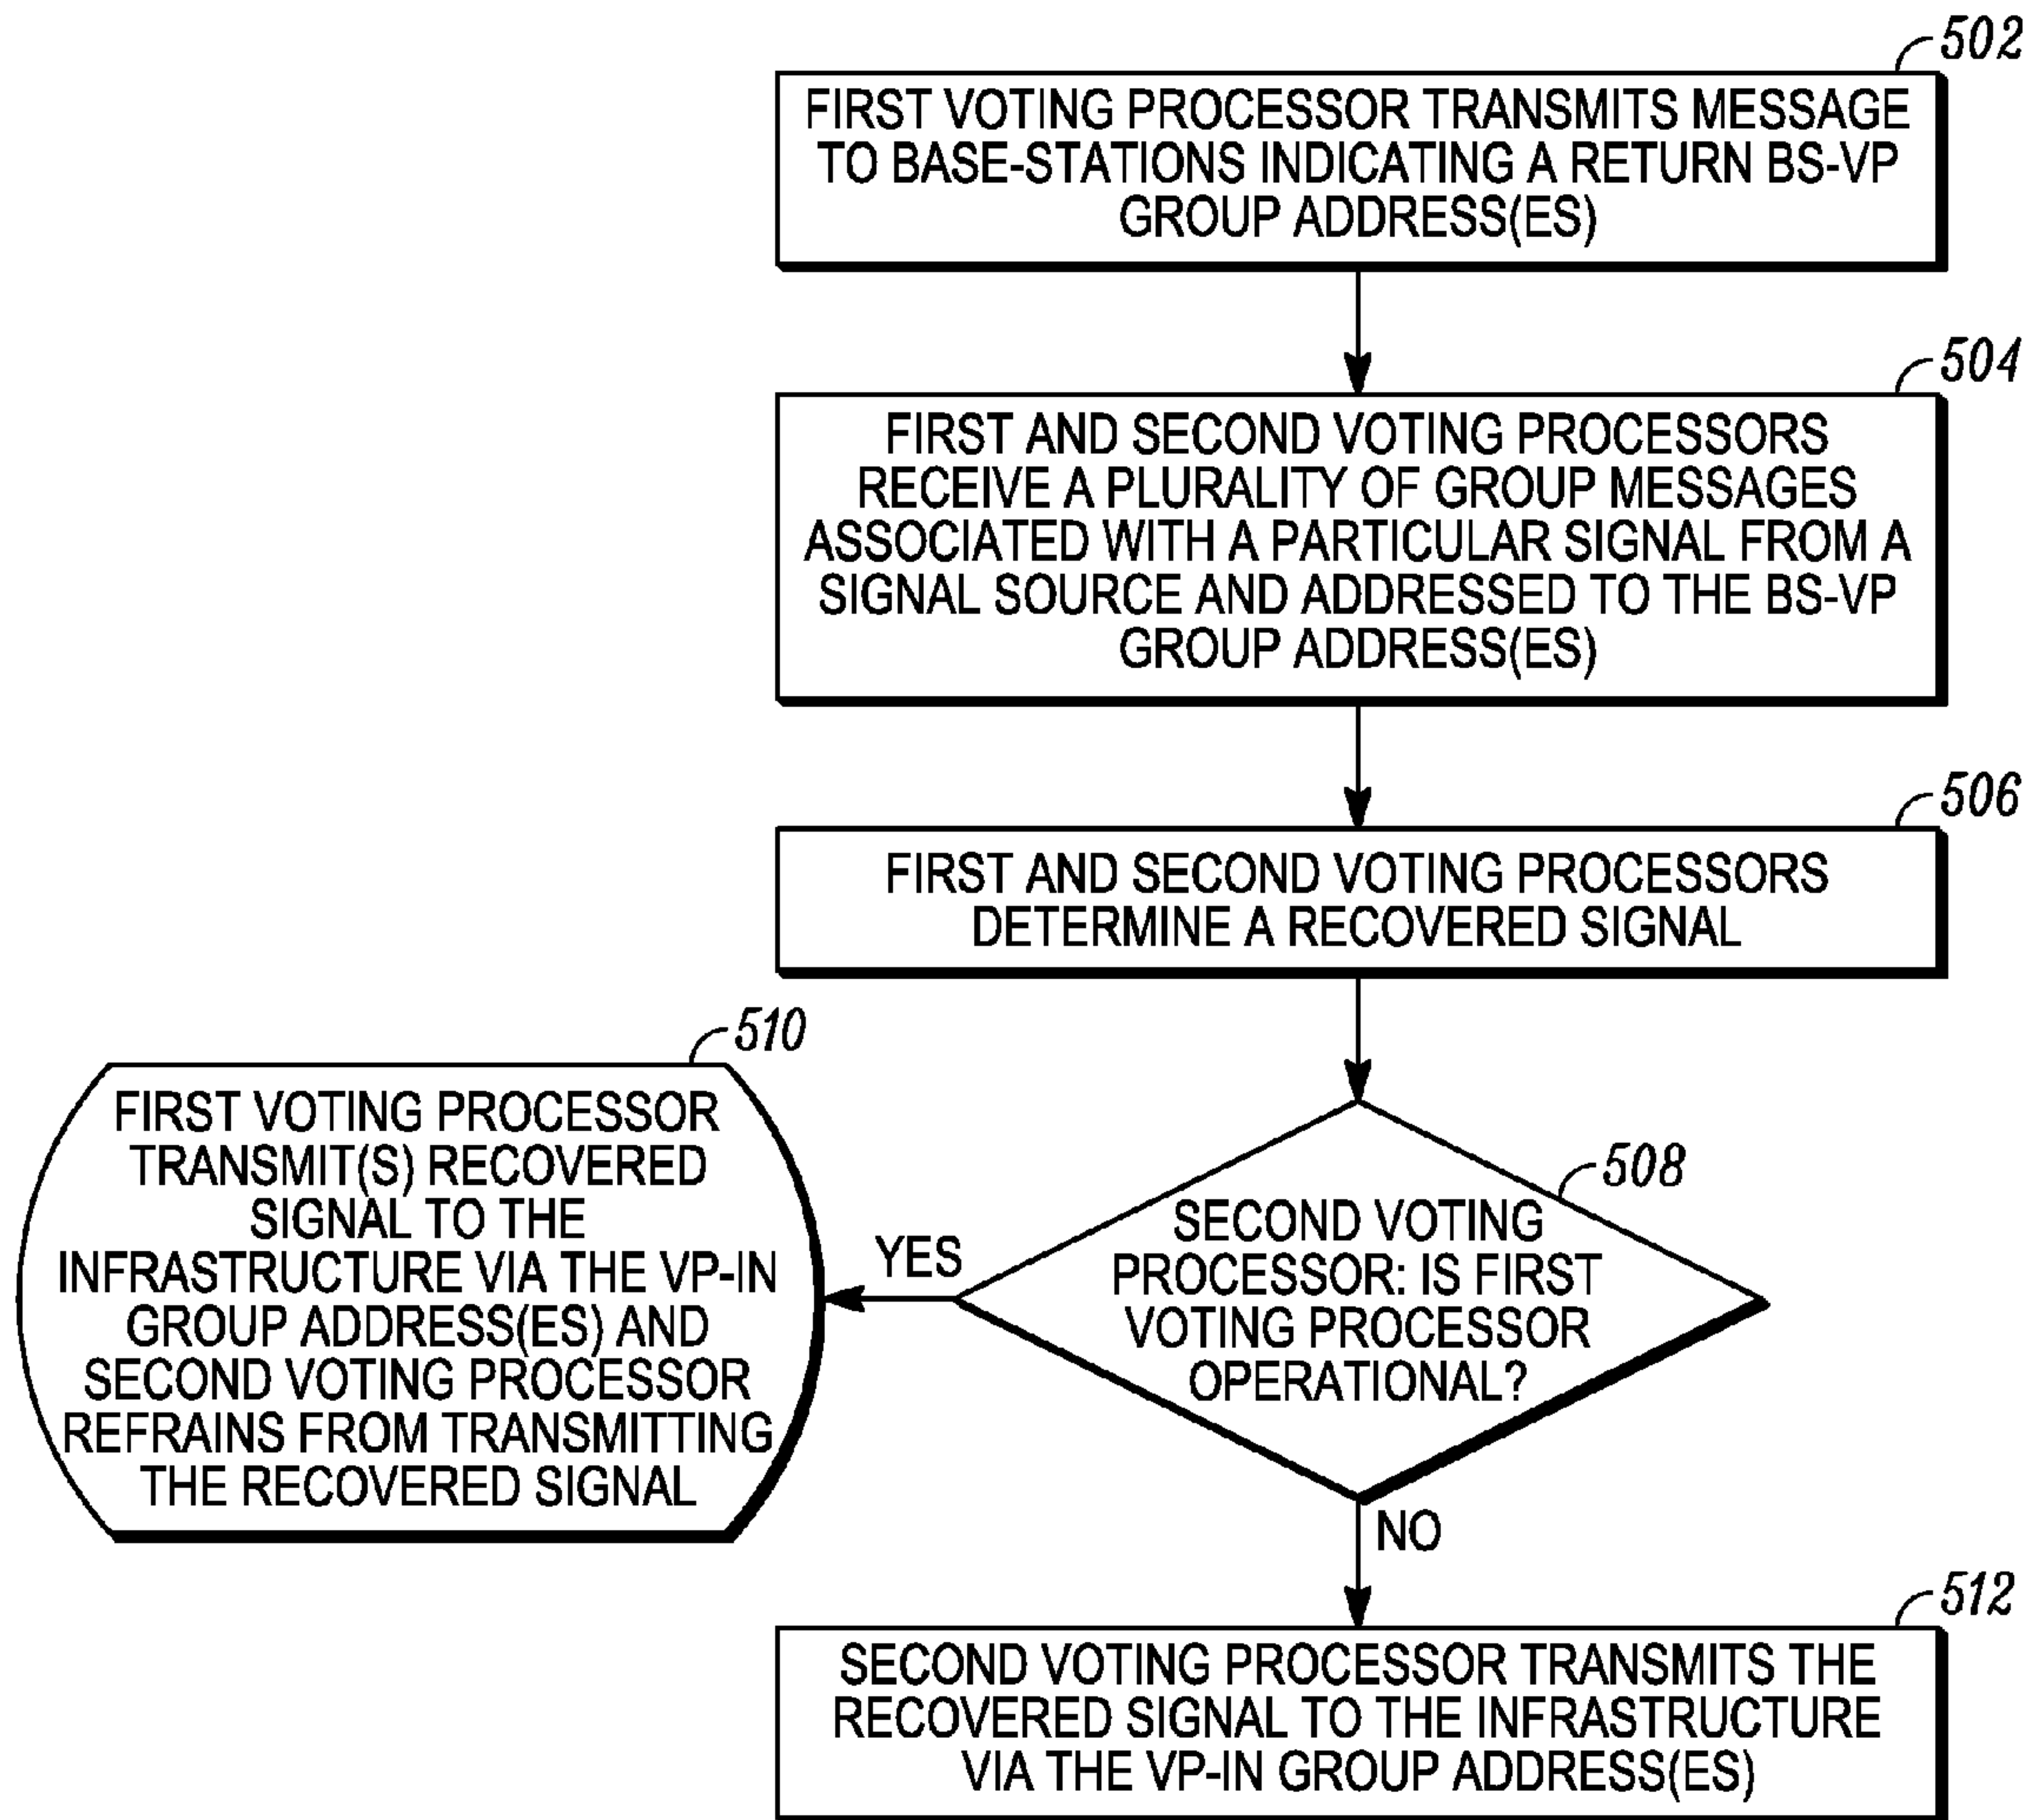 502
FIRST VOTING PROCESSOR TRANSMITS MESSAGE
TO BASE-STATIONS INDICATING A RETURN BS-VP
GROUP ADDRESS(ES)
504
FIRST AND SECOND VOTING PROCESSORS
RECEIVE A PLURALITY OF GROUP MESSAGES
ASSOCIATED WITH A PARTICULAR SIGNAL FROM A
SIGNAL SOURCE AND ADDRESSED TO THE BS-VP
GROUP ADDRESS(ES)
506
FIRST AND SECOND VOTING PROCESSORS
DETERMINE A RECOVERED SIGNAL
508
SECOND VOTING
PROCESSOR: IS FIRST
VOTING PROCESSOR
OPERATIONAL?
YES
510
FIRST VOTING PROCESSOR
TRANSMIT(S) RECOVERED
SIGNAL TO THE
INFRASTRUCTURE VIA THE VP-IN
GROUP ADDRESS(ES) AND
SECOND VOTING PROCESSOR
REFRAINS FROM TRANSMITTING
THE RECOVERED SIGNAL
NO
512
SECOND VOTING PROCESSOR TRANSMITS THE
RECOVERED SIGNAL TO THE INFRASTRUCTURE
VIA THE VP-IN GROUP ADDRESS(ES)